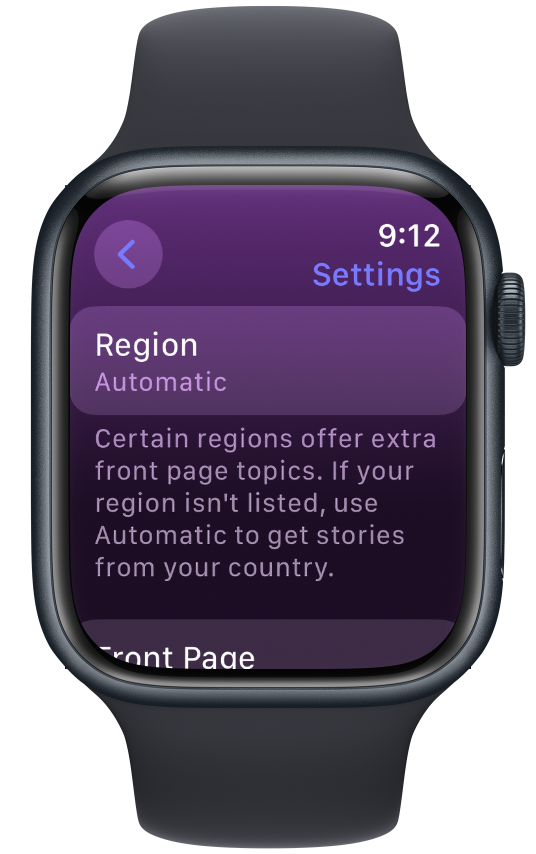 9:12
Settings
Region
Automatic
Certain regions offer extra
front page topics. If your
region isn't listed, use
Automatic to get stories
from your country.
Front Page